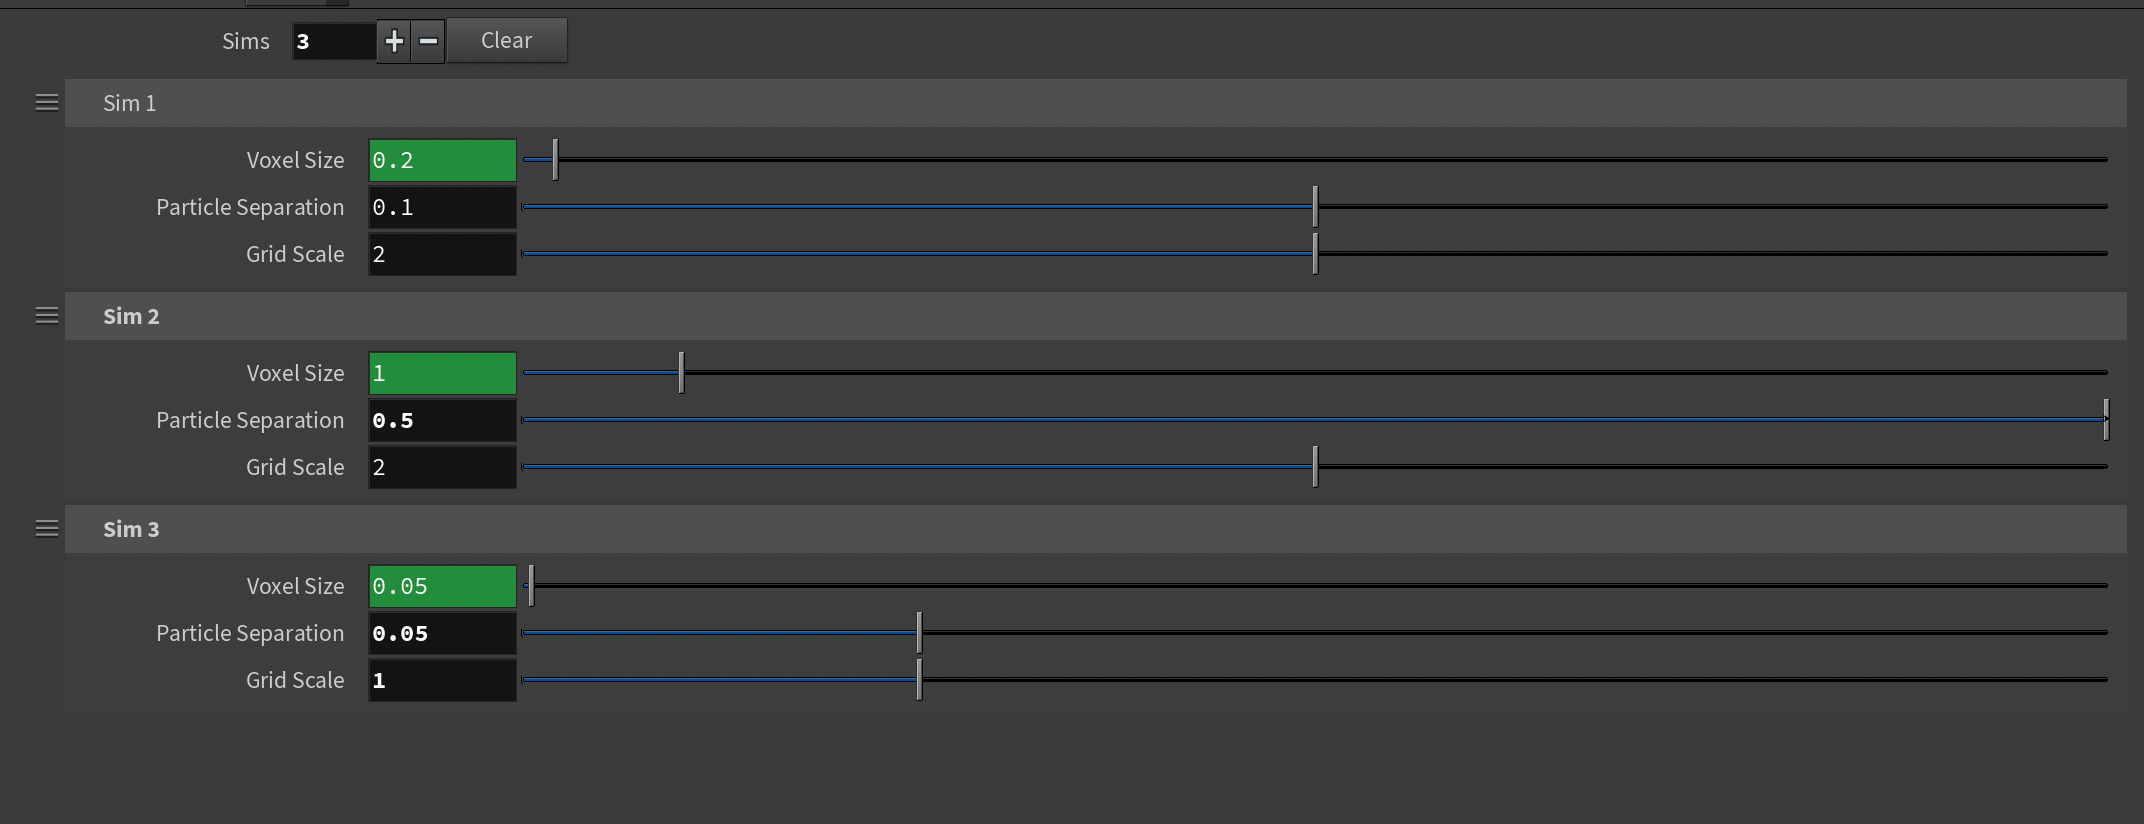 Sims 3 Clear
Sim 1
Voxel Size 0.2
Particle Separation 0.1
Grid Scale 2
Sim 2
Voxel Size 1
Particle Separation 0.5
Grid Scale 2
Sim 3
Voxel Size 0.05
Particle Separation 0.05
Grid Scale 1